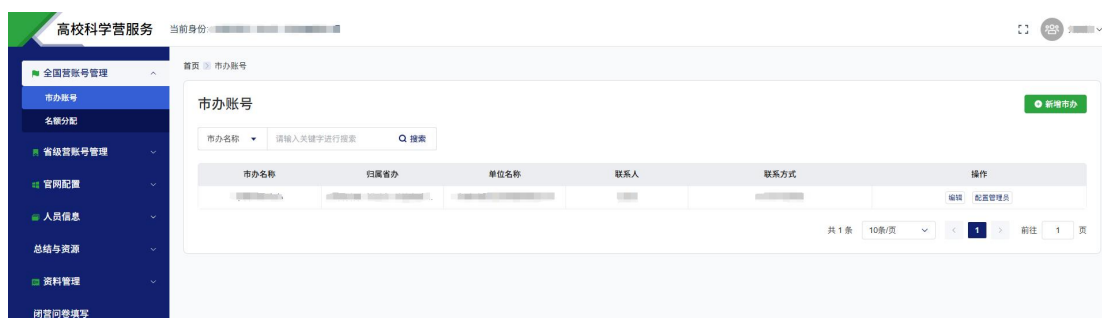 高校科学营服务 当前身份:
全国营账号管理
市办账号
名额分配
省级营账号管理
官网配置
人员信息
总结与资源
资料管理
闭营问卷填写
首页 市办账号
市办账号
新增市办
市办名称 请输入关键字进行搜索 搜索
市办名称 归属省办 单位名称 联系人 联系方式 操作
编辑 配置管理员
共 1 条 10条/页 1 前往 1 页